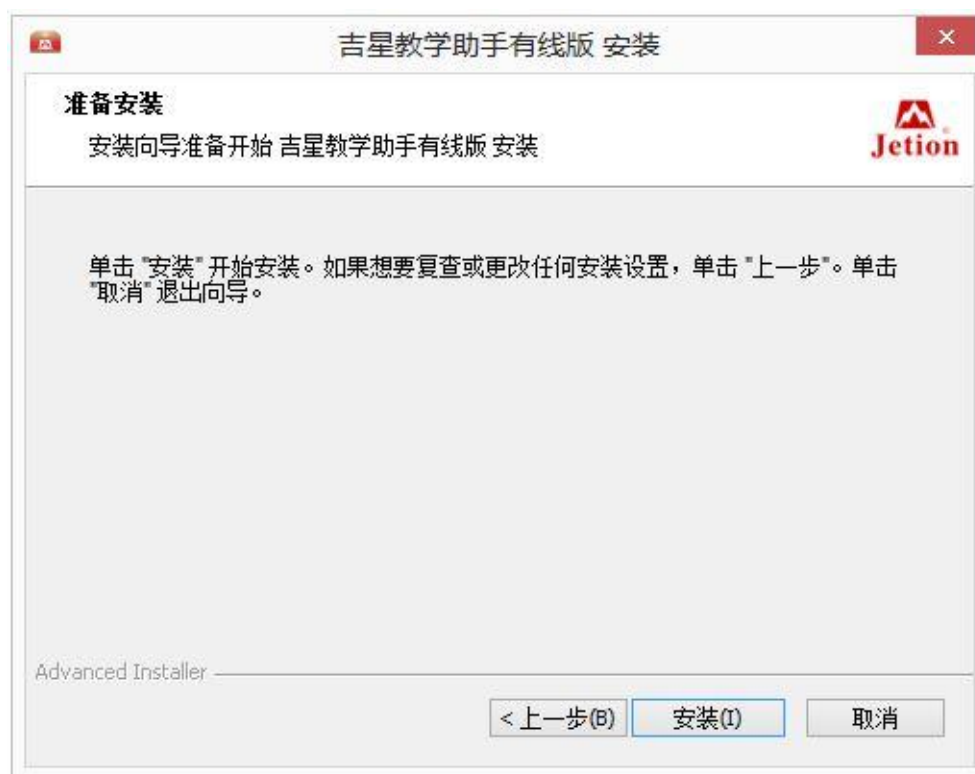 吉星教学助手有线版 安装
×
准备安装
安装向导准备开始 吉星教学助手有线版 安装
Jetion
单击 "安装" 开始安装。如果想要复查或更改任何安装设置，单击 "上一步"。单击
"取消" 退出向导。
Advanced Installer
< 上一步(B) 安装(I) 取消